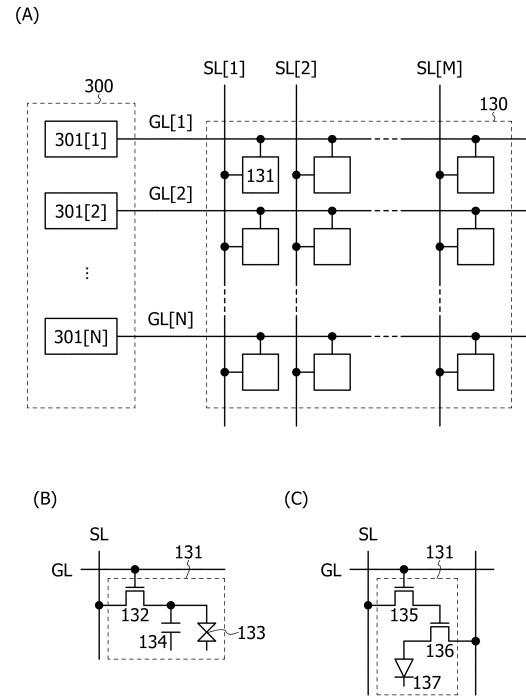 (A)
SL[1] SL[2] SL[M]
300 130
GL[1]
301[1]
131
GL[2]
301[2]
...
GL[N]
301[N]
(B) (C)
SL SL
131 131
GL GL
132 135
134 133 136
137